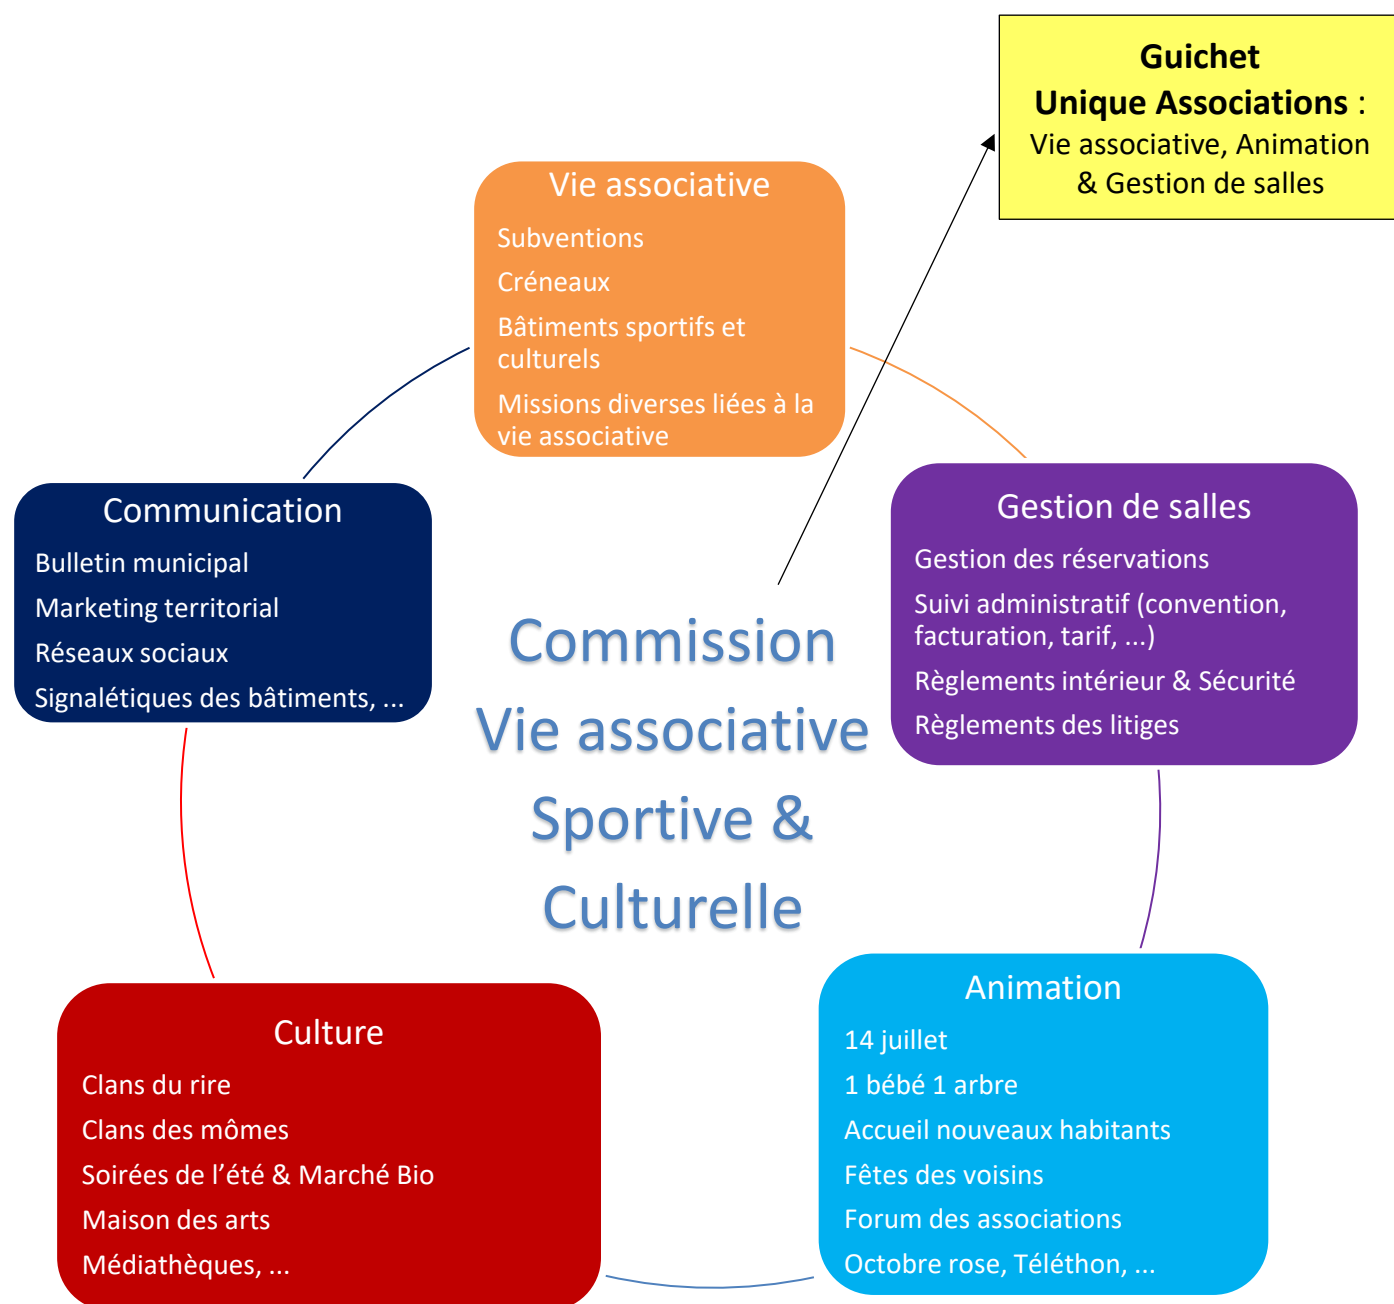 Guichet
Unique Associations :
Vie associative, Animation
& Gestion de salles
Vie associative
Subventions
Créneaux
Bâtiments sportifs et
culturels
Missions diverses liées à la
vie associative
Communication
Bulletin municipal
Marketing territorial
Réseaux sociaux
Signalétiques des bâtiments, ...
Gestion de salles
Gestion des réservations
Suivi administratif (convention,
facturation, tarif, ...)
Règlements intérieur & Sécurité
Règlements des litiges
Commission
Vie associative
Sportive &
Culturelle
Culture
Clans du rire
Clans des mômes
Soirées de l’été & Marché Bio
Maison des arts
Médiathèques, ...
Animation
14 juillet
1 bébé 1 arbre
Accueil nouveaux habitants
Fêtes des voisins
Forum des associations
Octobre rose, Téléthon, ...